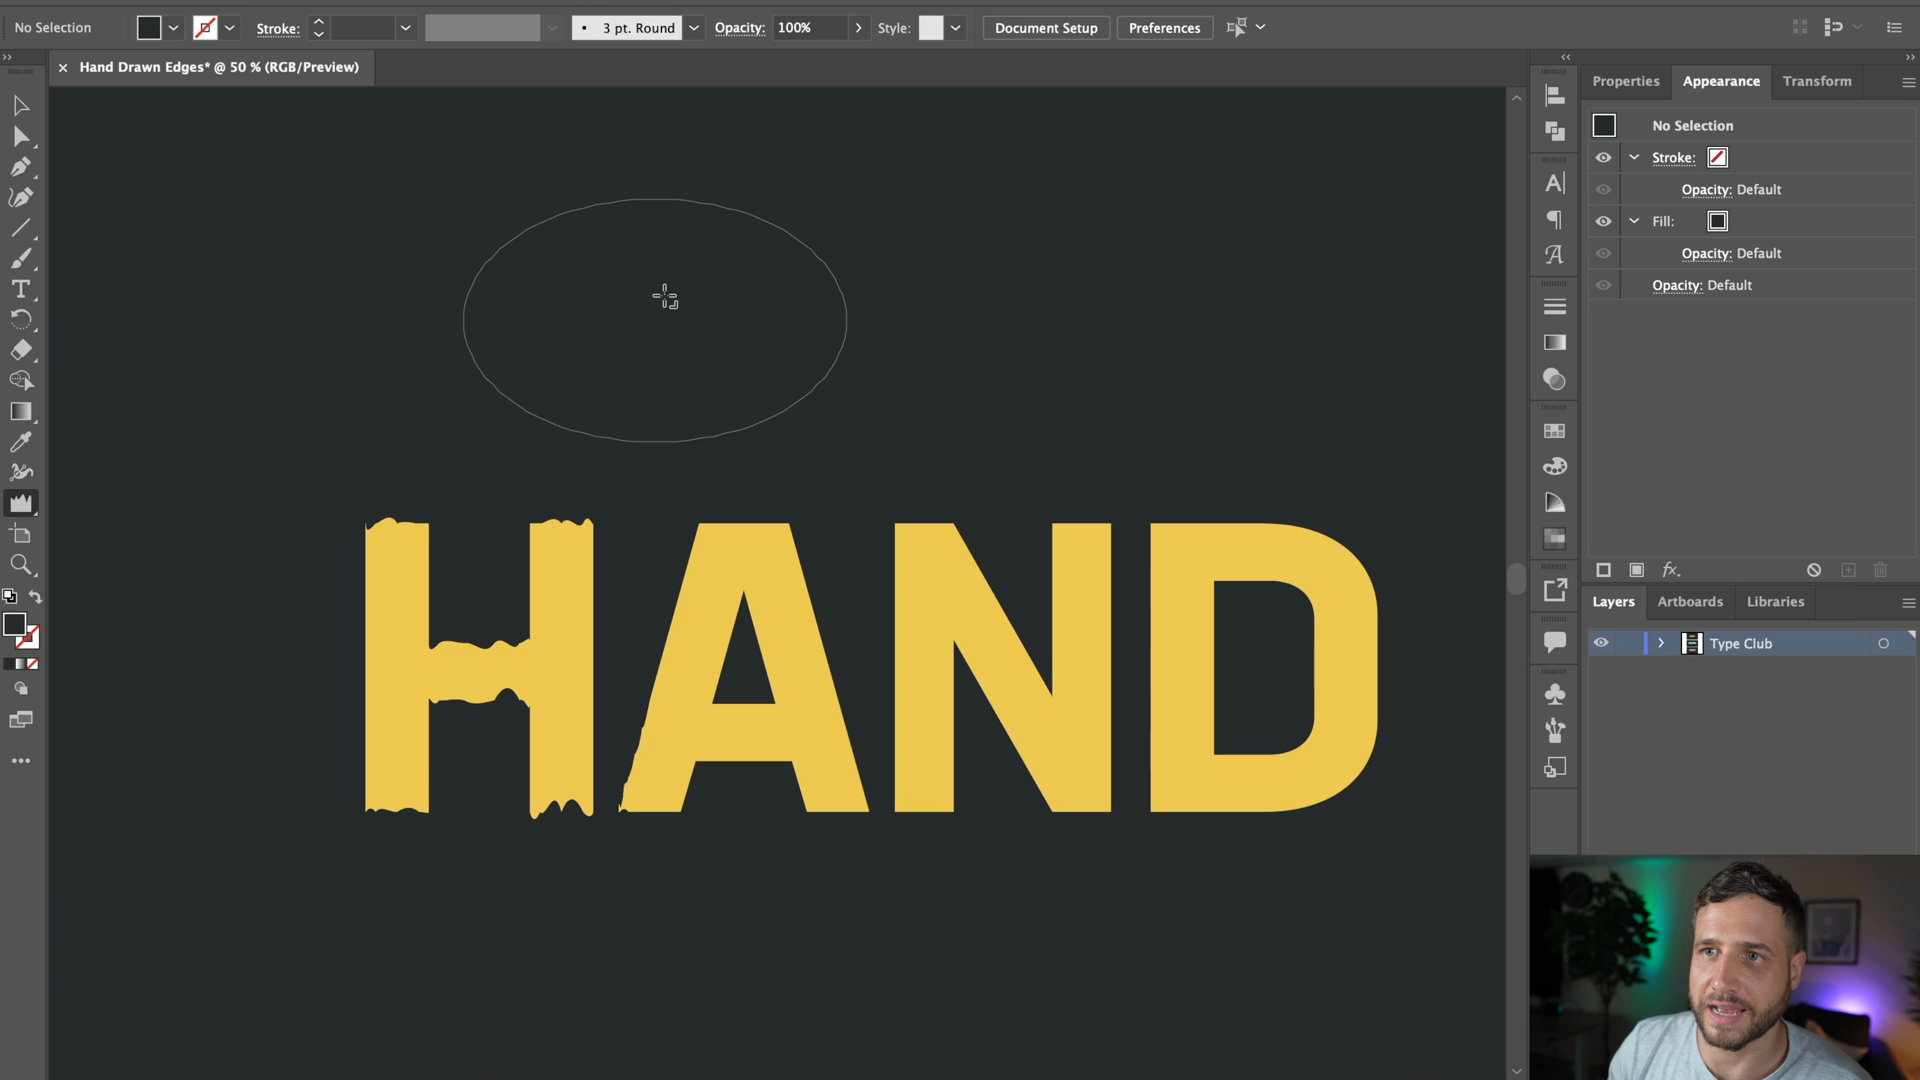 No Selection
Stroke:
3 pt. Round
Opacity: 100%
Style:
Document Setup
Preferences
Hand Drawn Edges* @ 50 % (RGB/Preview)
Properties
Appearance
Transform
No Selection
Stroke:
Opacity: Default
Fill:
Opacity: Default
Opacity: Default
fx.
Layers
Artboards
Libraries
Type Club
HAND